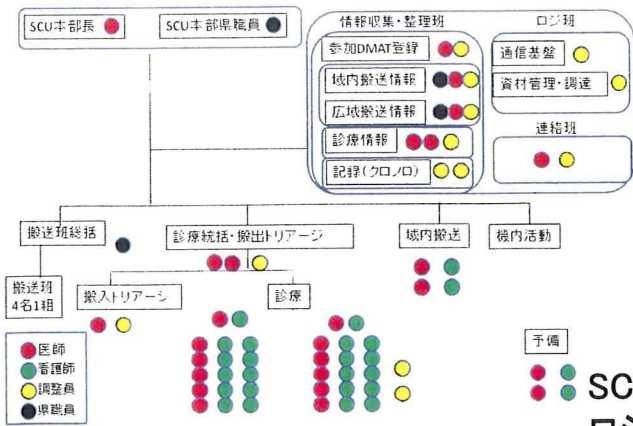 SCU本部長
SCU本部県職員
情報収集・整理班
参加DMAT登録
域内搬送情報
広域搬送情報
診療情報
記録(クロノロ)
ロジ班
通信基盤
資材管理・調達
連絡班
搬送班総括
診療統括・搬出トリアージ
域内搬送
機内活動
搬送班
4名1組
搬入トリアージ
診療
医師
看護師
調整員
県職員
予備
SC